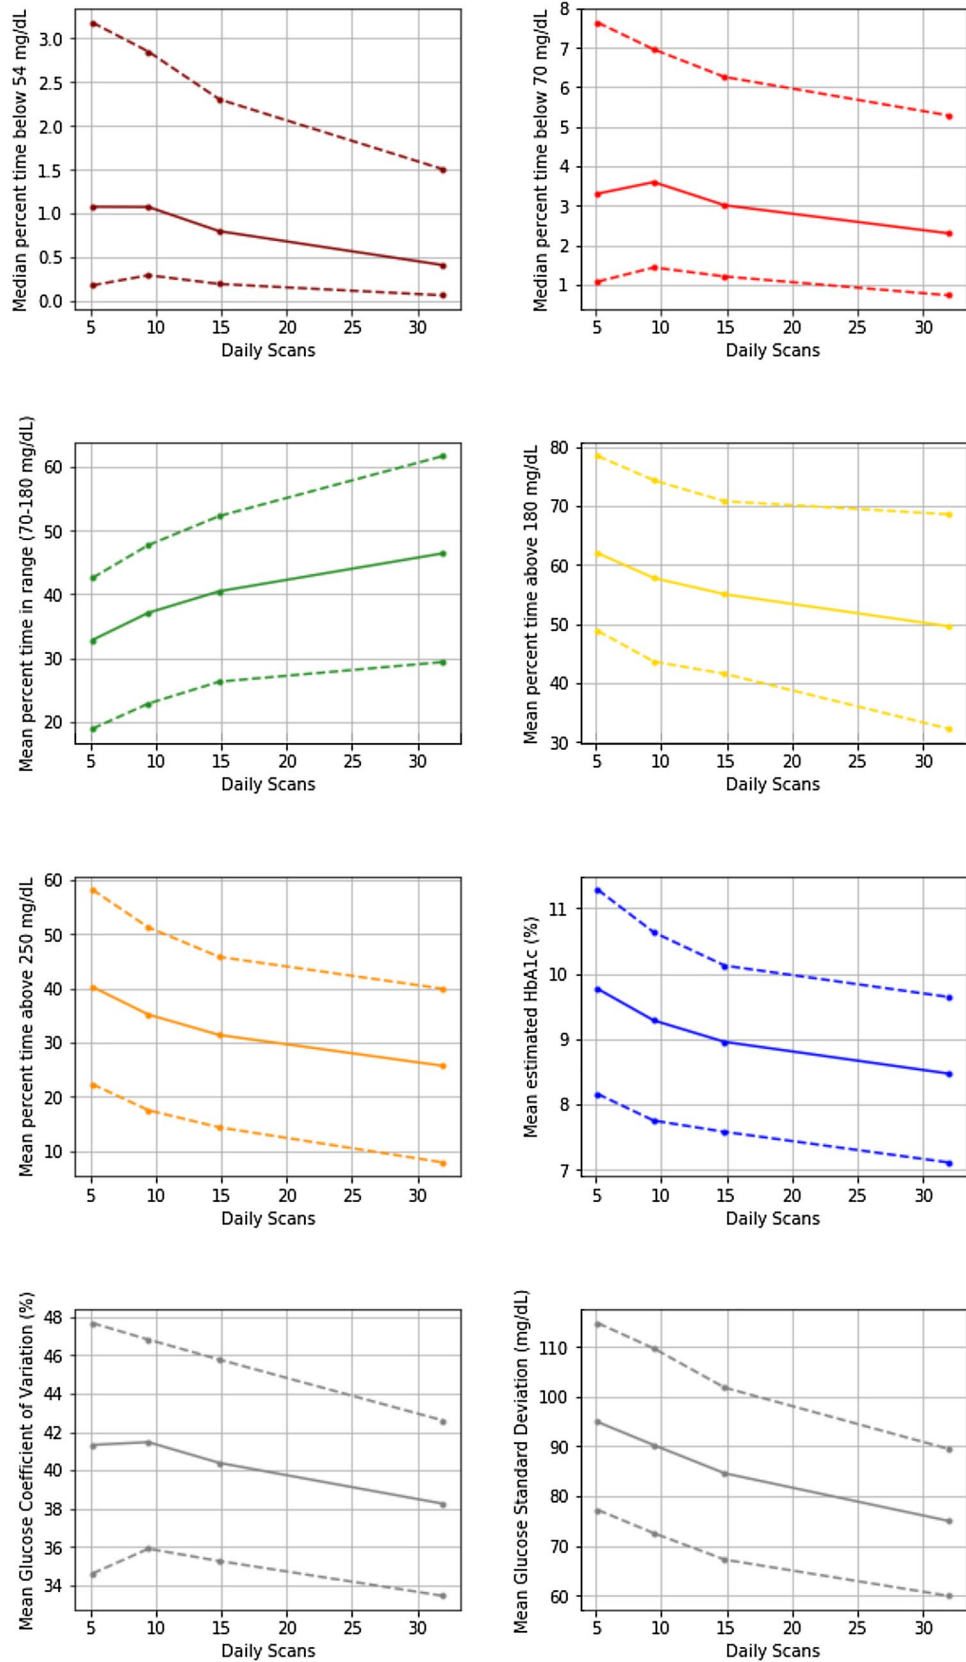 Median percent time below 54 mg/dL
3.0
2.5
2.0
1.5
1.0
0.5
0.0
5 10 15 20 25 30
Daily Scans
Median percent time below 70 mg/dL
8
7
6
5
4
3
2
1
5 10 15 20 25 30
Daily Scans
Mean percent time in range (70-180 mg/dL)
60
50
40
30
20
5 10 15 20 25 30
Daily Scans
Mean percent time above 180 mg/dL
80
70
60
50
40
30
5 10 15 20 25 30
Daily Scans
Mean percent time above 250 mg/dL
60
50
40
30
20
10
5 10 15 20 25 30
Daily Scans
Mean estimated HbA1c (%)
11
10
9
8
7
5 10 15 20 25 30
Daily Scans
Mean Glucose Coefficient of Variation (%)
48
46
44
42
40
38
36
34
5 10 15 20 25 30
Daily Scans
Mean Glucose Standard Deviation (mg/dL)
110
100
90
80
70
60
5 10 15 20 25 30
Daily Scans